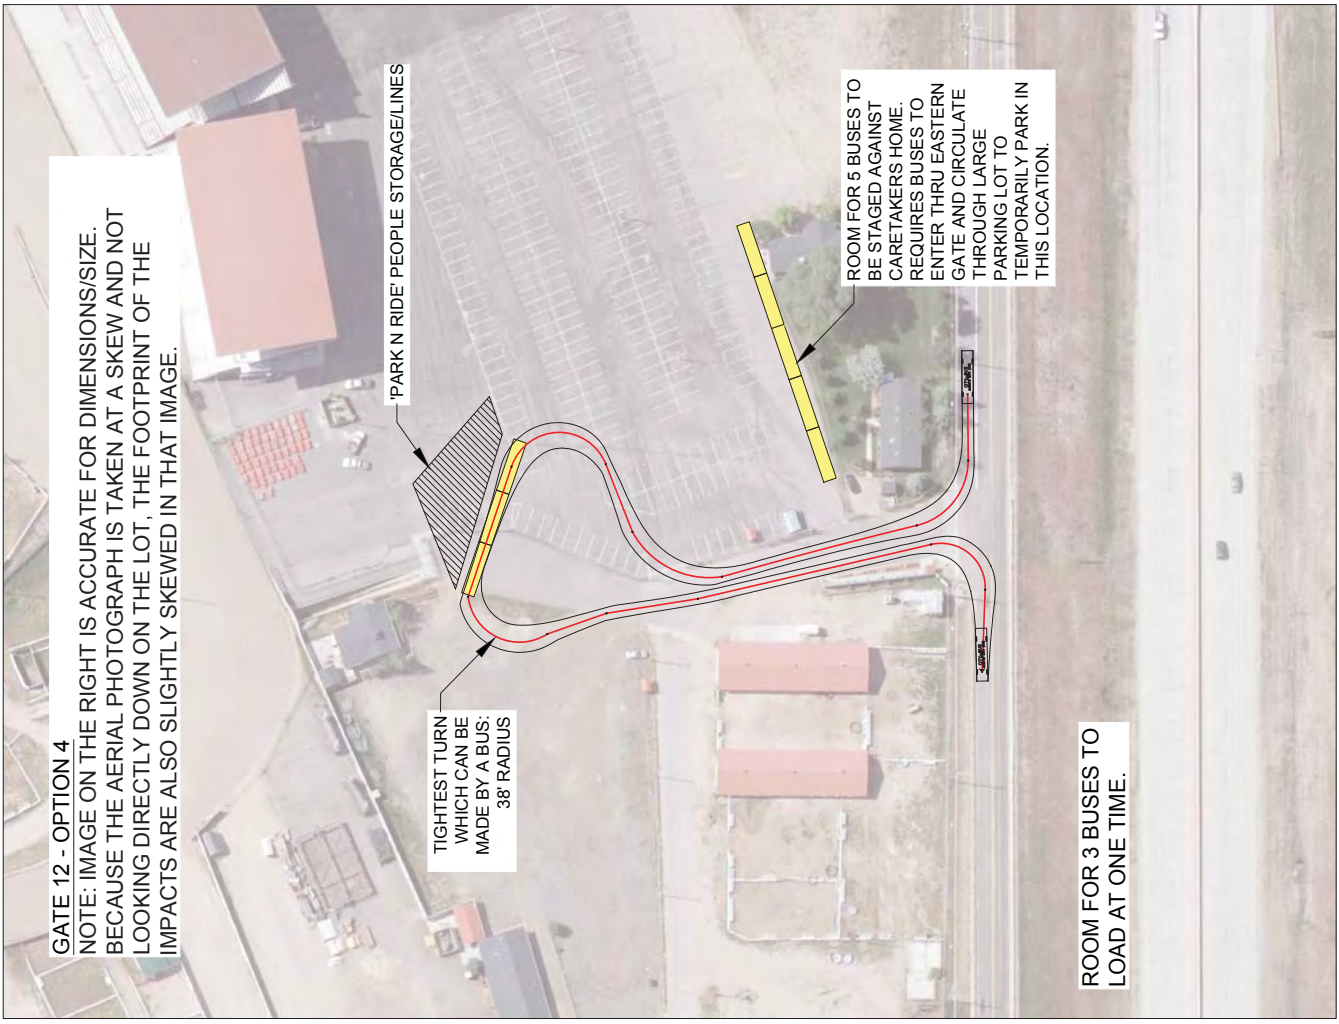 GATE 12 - OPTION 4
NOTE: IMAGE ON THE RIGHT IS ACCURATE FOR DIMENSIONS/SIZE.
BECAUSE THE AERIAL PHOTOGRAPH IS TAKEN AT A SKEW AND NOT
LOOKING DIRECTLY DOWN ON THE LOT, THE FOOTPRINT OF THE
IMPACTS ARE ALSO SLIGHTLY SKEWED IN THAT IMAGE.
'PARK N RIDE' PEOPLE STORAGE/LINES
TIGHTEST TURN
WHICH CAN BE
MADE BY A BUS:
38' RADIUS
ROOM FOR 5 BUSES TO
BE STAGED AGAINST
CARETAKERS HOME.
REQUIRES BUSES TO
ENTER THRU EASTERN
GATE AND CIRCULATE
THROUGH LARGE
PARKING LOT TO
TEMPORARILY PARK IN
THIS LOCATION.
ROOM FOR 3 BUSES TO
LOAD AT ONE TIME.